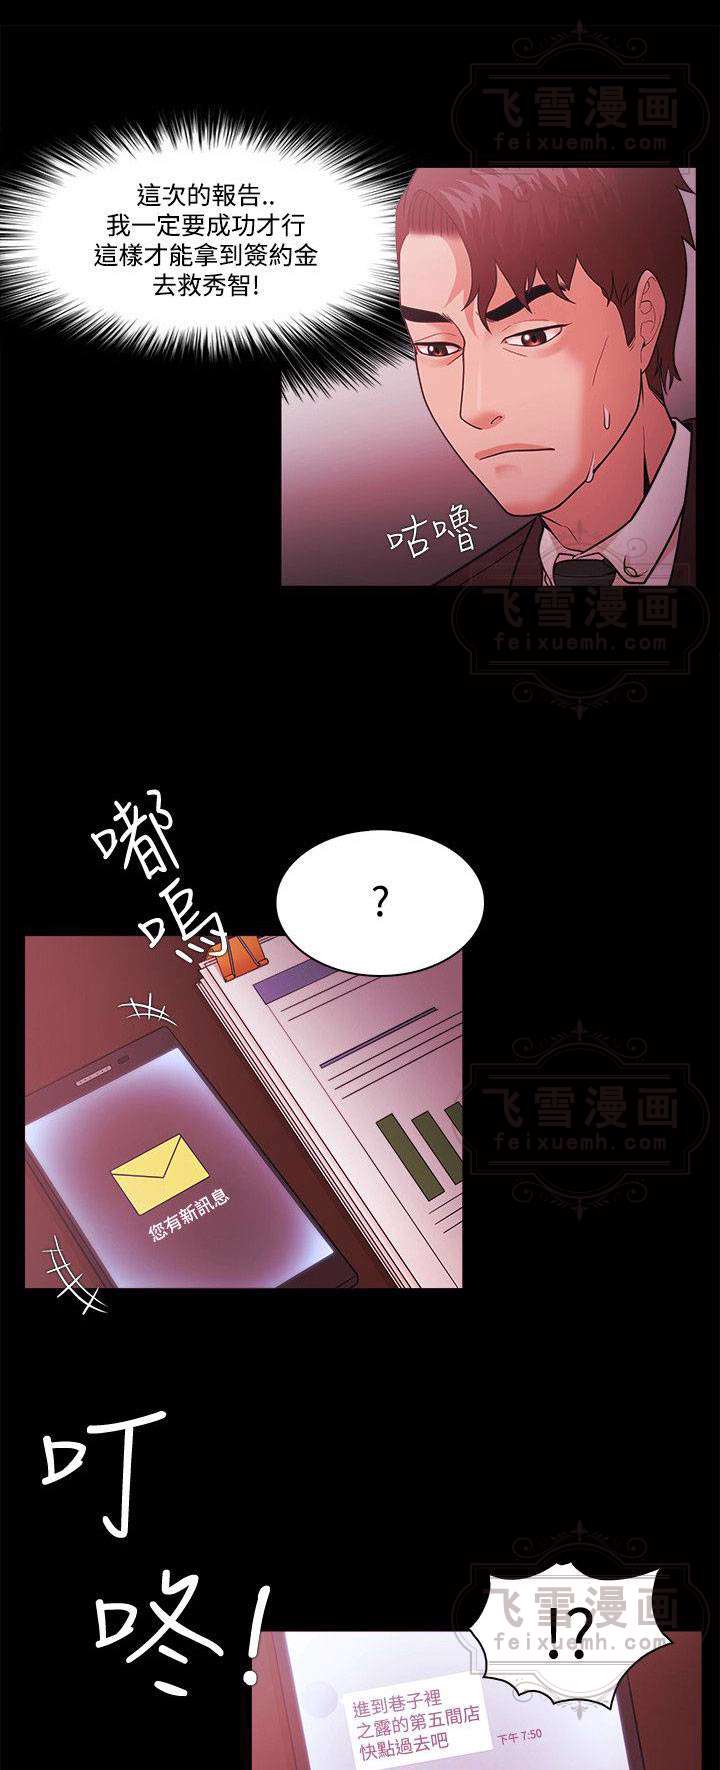 飞雪漫画
feixuemh.com
這次的報告..
我一定要成功才行
這樣才能拿到簽約金
去救秀智!
咕嚕
飞雪漫画
feixuemh.com
嘟
嗚
?
飞雪漫画
feixuemh.com
您有新訊息
叮
咚!
飞雪漫画
feixuemh.com
!?
進到巷子裡
之露的第五間店
快點過去吧
下午 7:50